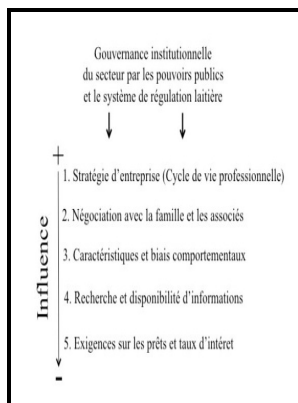 Gouvernance institutionnelle
du secteur par les pouvoirs publics
et le système de régulation laitière
+
1. Stratégie d'entreprise (Cycle de vie professionnelle)
2. Négociation avec la famille et les associés
3. Caractéristiques et biais comportementaux
4. Recherche et disponibilité d'informations
5. Exigences sur les prêts et taux d'intéret
Influence
-